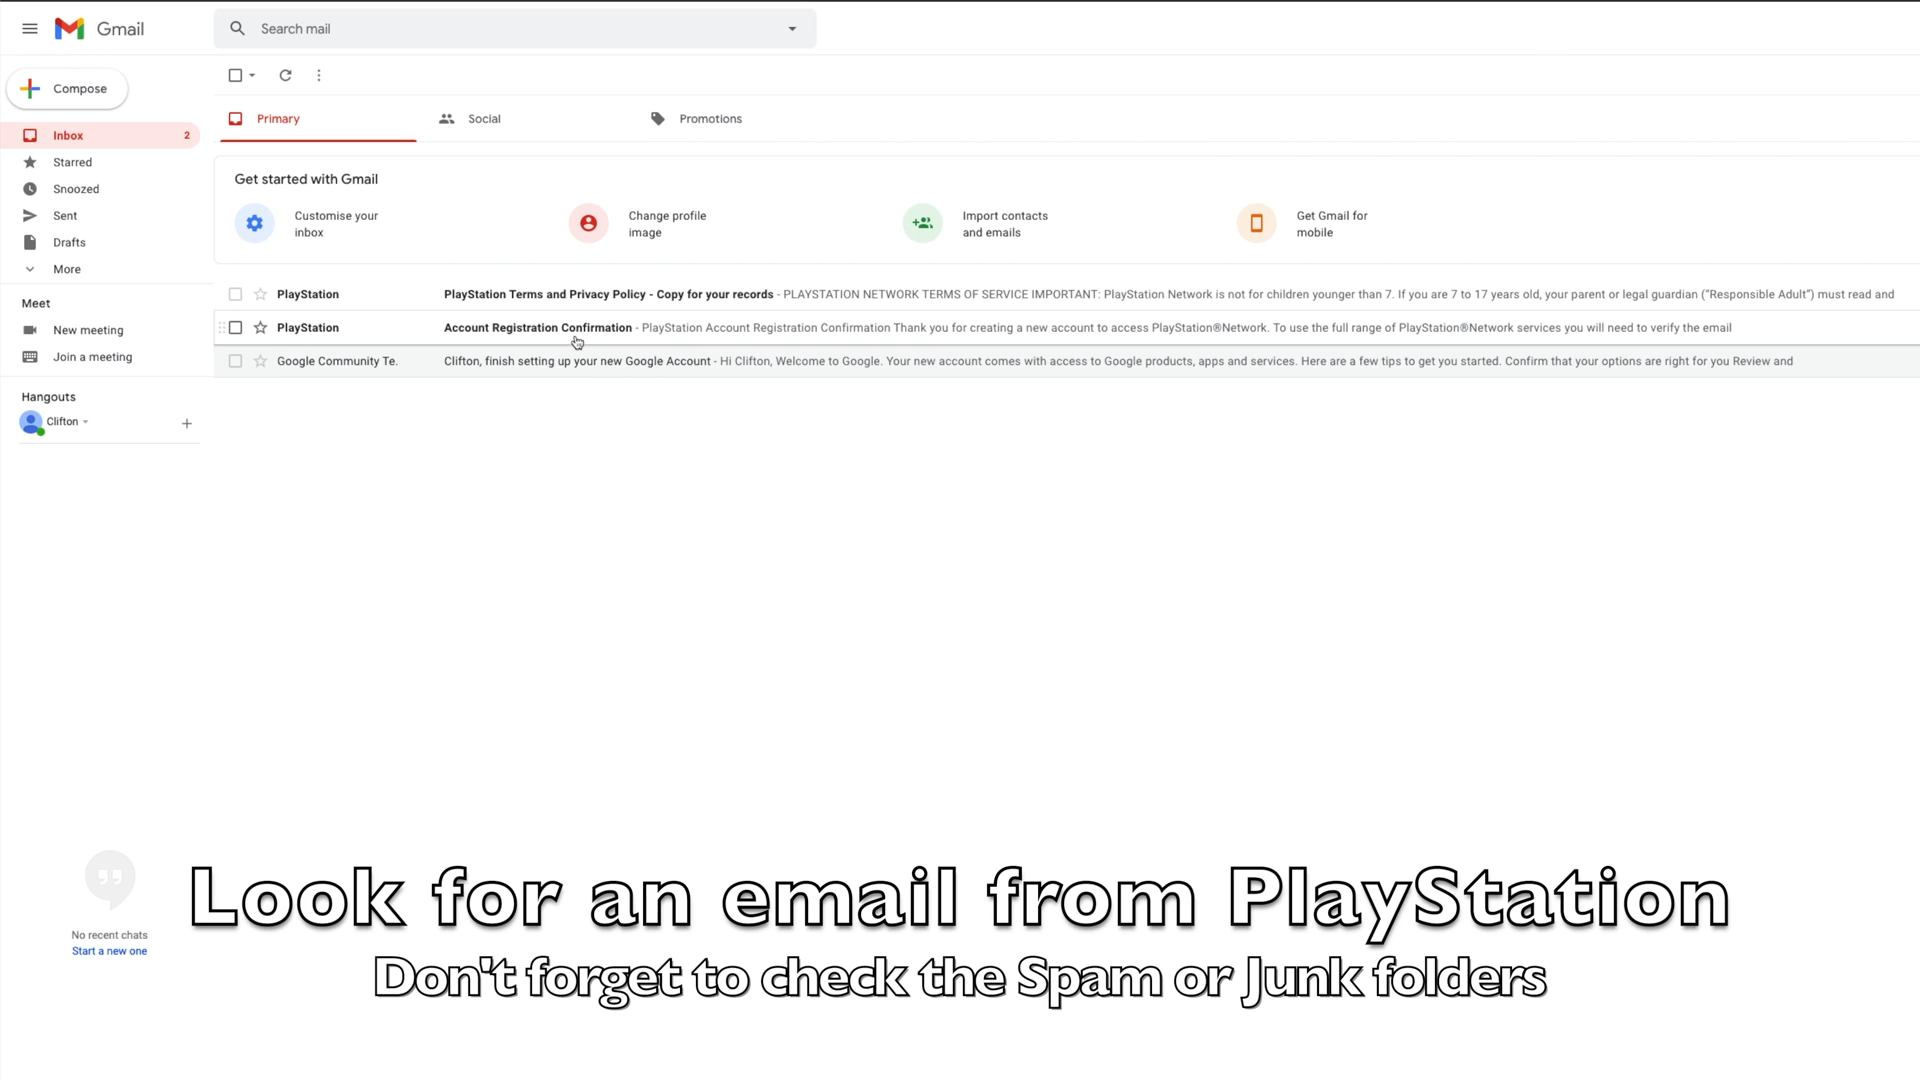 Gmail
Search mail
Compose
Primary
Social
Promotions
Inbox 2
Starred
Snoozed
Sent
Drafts
More
Get started with Gmail
Customise your
inbox
Change profile
image
Import contacts
and emails
Get Gmail for
mobile
PlayStation PlayStation Terms and Privacy Policy - Copy for your records - PLAYSTATION NETWORK TERMS OF SERVICE IMPORTANT: PlayStation Network is not for children younger than 7. If you are 7 to 17 years old, your parent or legal guardian ("Responsible Adult") must read and
PlayStation Account Registration Confirmation - PlayStation Account Registration Confirmation Thank you for creating a new account to access PlayStation®Network. To use the full range of PlayStation®Network services you will need to verify the email
Google Community Te. Clifton, finish setting up your new Google Account - Hi Clifton, Welcome to Google. Your new account comes with access to Google products, apps and services. Here are a few tips to get you started. Confirm that your options are right for you Review and
Meet
New meeting
Join a meeting
Hangouts
Clifton
No recent chats
Start a new one
Look for an email from PlayStation
Don't forget to check the Spam or Junk folders